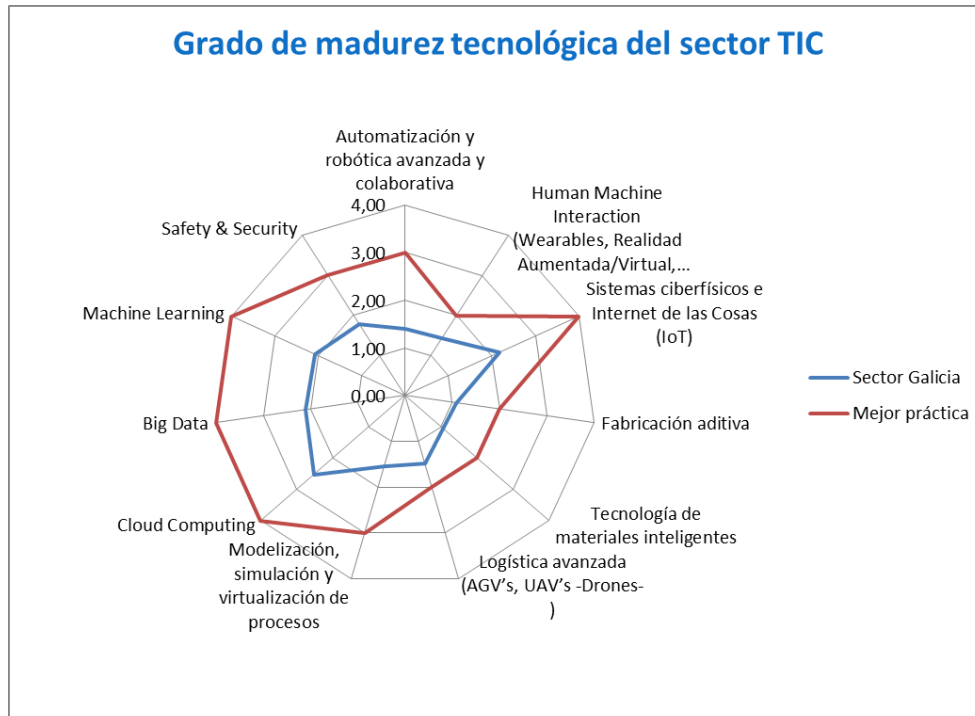 Grado de madurez tecnológica del sector TIC
Automatización y
robótica avanzada y
colaborativa
Human Machine
Interaction
(Wearables, Realidad
Aumentada/Virtual,...
Sistemas ciberfísicos e
Internet de las Cosas
(IoT)
Fabricación aditiva
Tecnología de
materiales inteligentes
Logística avanzada
(AGV's, UAV's -Drones-
)
Modelización,
simulación y
virtualización de
procesos
Cloud Computing
Big Data
Machine Learning
Safety & Security
4,00
3,00
2,00
1,00
0,00
Sector Galicia
Mejor práctica